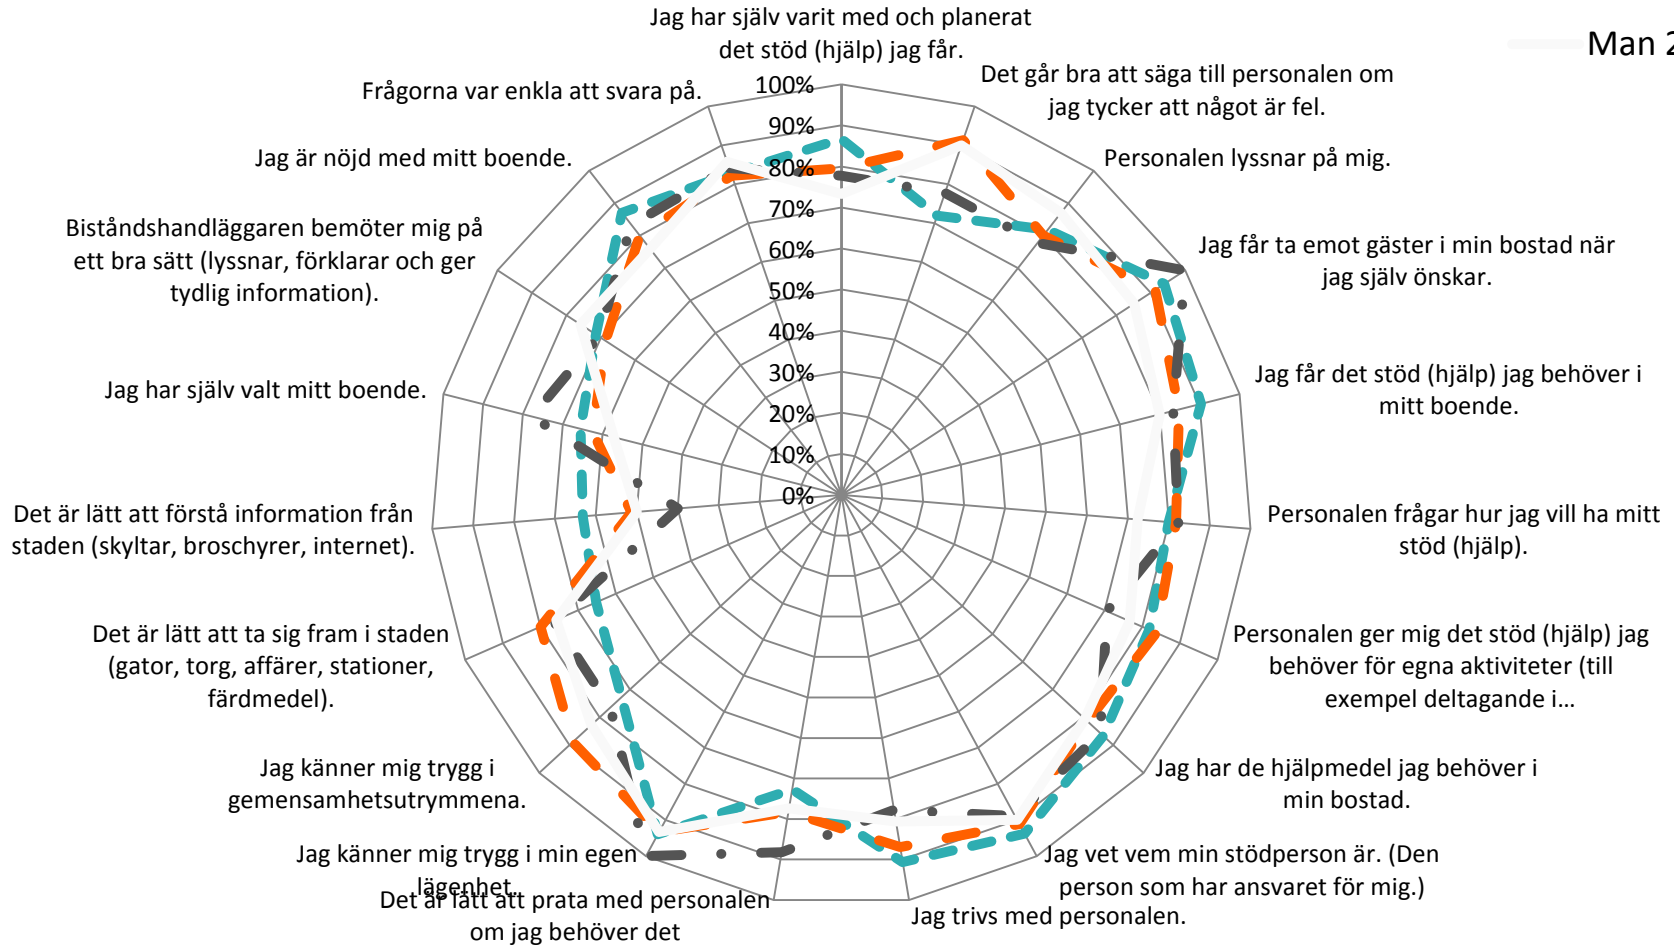 Jag har själv varit med och planerat
det stöd (hjälp) jag får.
Man 2
Det går bra att säga till personalen om
jag tycker att något är fel.
Personalen lyssnar på mig.
Jag får ta emot gäster i min bostad när
jag själv önskar.
Jag får det stöd (hjälp) jag behöver i
mitt boende.
Personalen frågar hur jag vill ha mitt
stöd (hjälp).
Personalen ger mig det stöd (hjälp) jag
behöver för egna aktiviteter (till
exempel deltagande i...
Jag har de hjälpmedel jag behöver i
min bostad.
Jag vet vem min stödperson är. (Den
person som har ansvaret för mig.)
Jag trivs med personalen.
Det är lätt att prata med personalen
om jag behöver det
Jag känner mig trygg i min egen
lägenhet.
Jag känner mig trygg i
gemensamhetsutrymmena.
Det är lätt att ta sig fram i staden
(gator, torg, affärer, stationer,
färdmedel).
Det är lätt att förstå information från
staden (skyltar, broschyrer, internet).
Jag har själv valt mitt boende.
Biståndshandläggaren bemöter mig på
ett bra sätt (lyssnar, förklarar och ger
tydlig information).
Jag är nöjd med mitt boende.
Frågorna var enkla att svara på.
100%
90%
80%
70%
60%
50%
40%
30%
20%
10%
0%